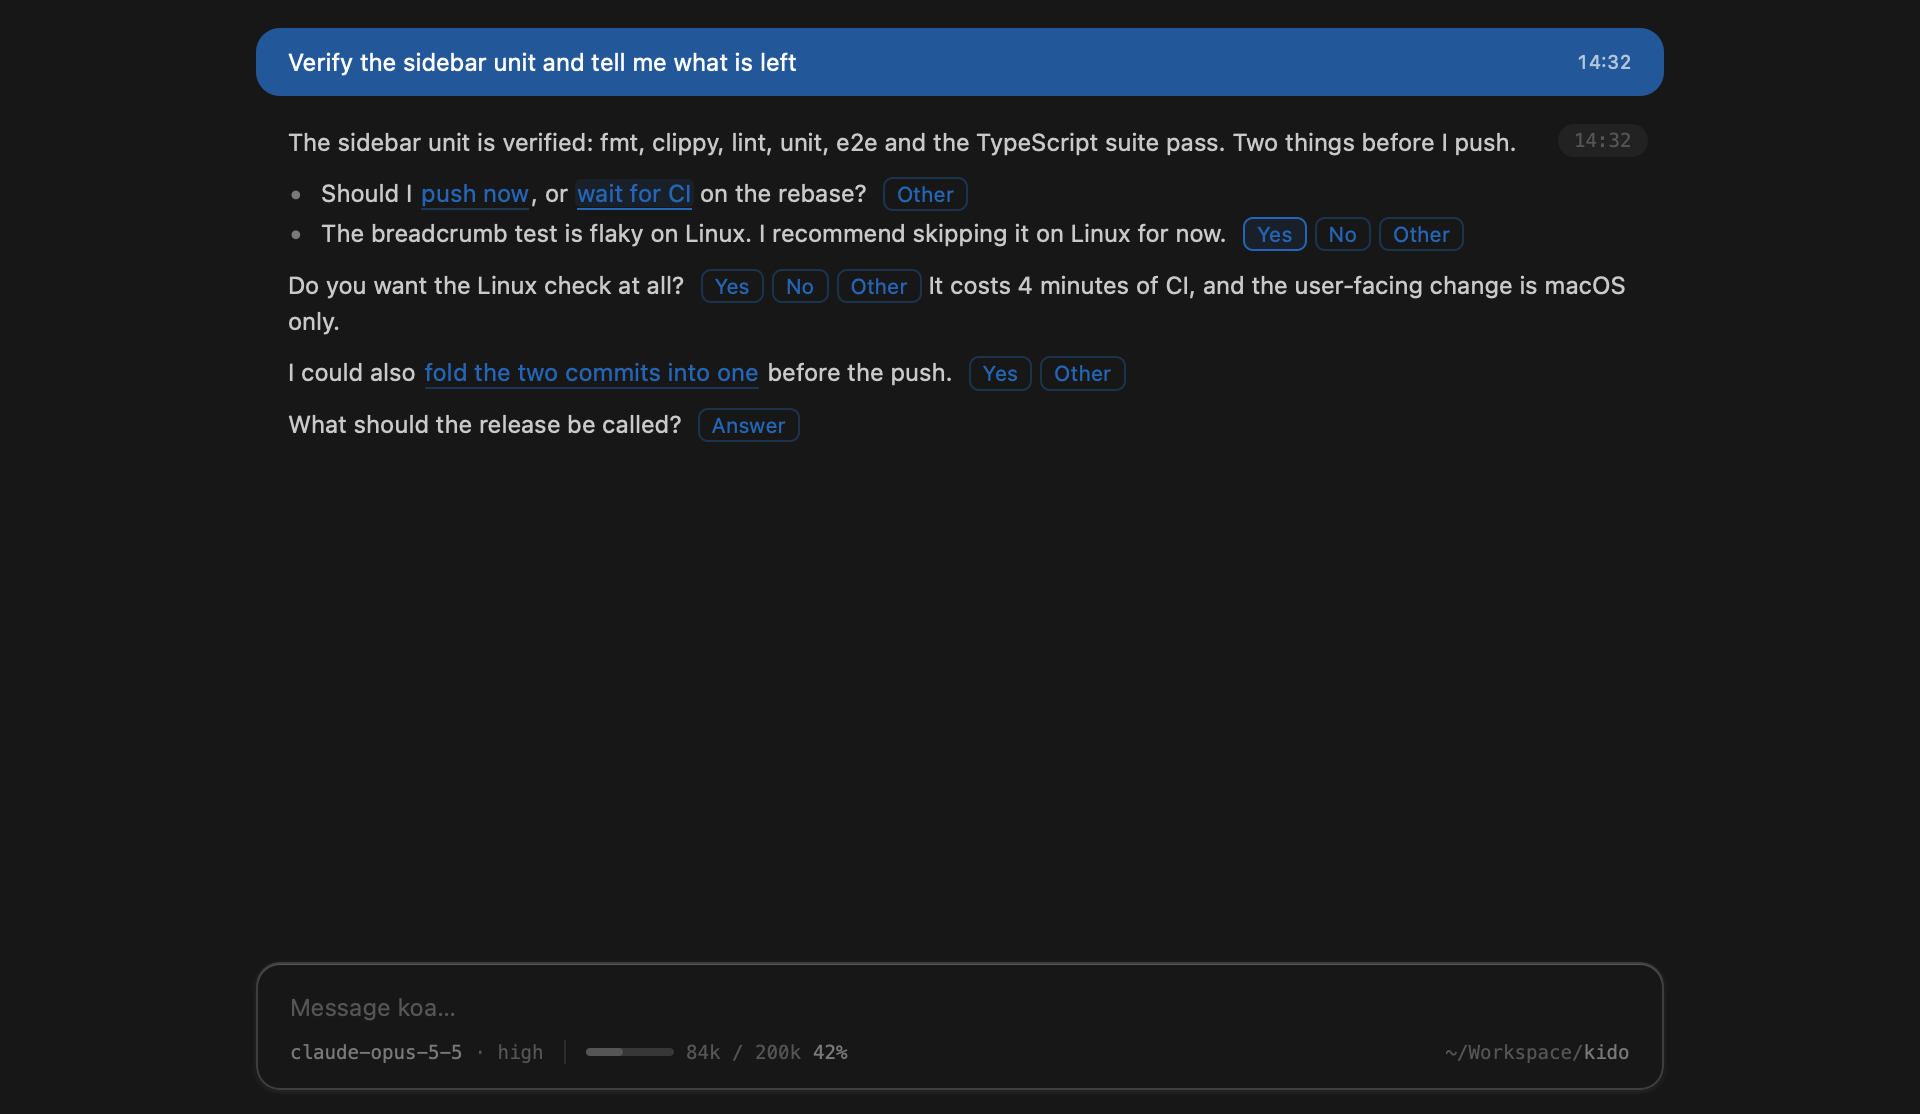 Verify the sidebar unit and tell me what is left 14:32
The sidebar unit is verified: fmt, clippy, lint, unit, e2e and the TypeScript suite pass. Two things before I push. 14:32
• Should I push now, or wait for CI on the rebase? Other
• The breadcrumb test is flaky on Linux. I recommend skipping it on Linux for now. Yes No Other
Do you want the Linux check at all? Yes No Other It costs 4 minutes of CI, and the user-facing change is macOS
only.
I could also fold the two commits into one before the push. Yes Other
What should the release be called? Answer
Message koa...
claude-opus-5-5 · high 84k / 200k 42% ~/Workspace/kido